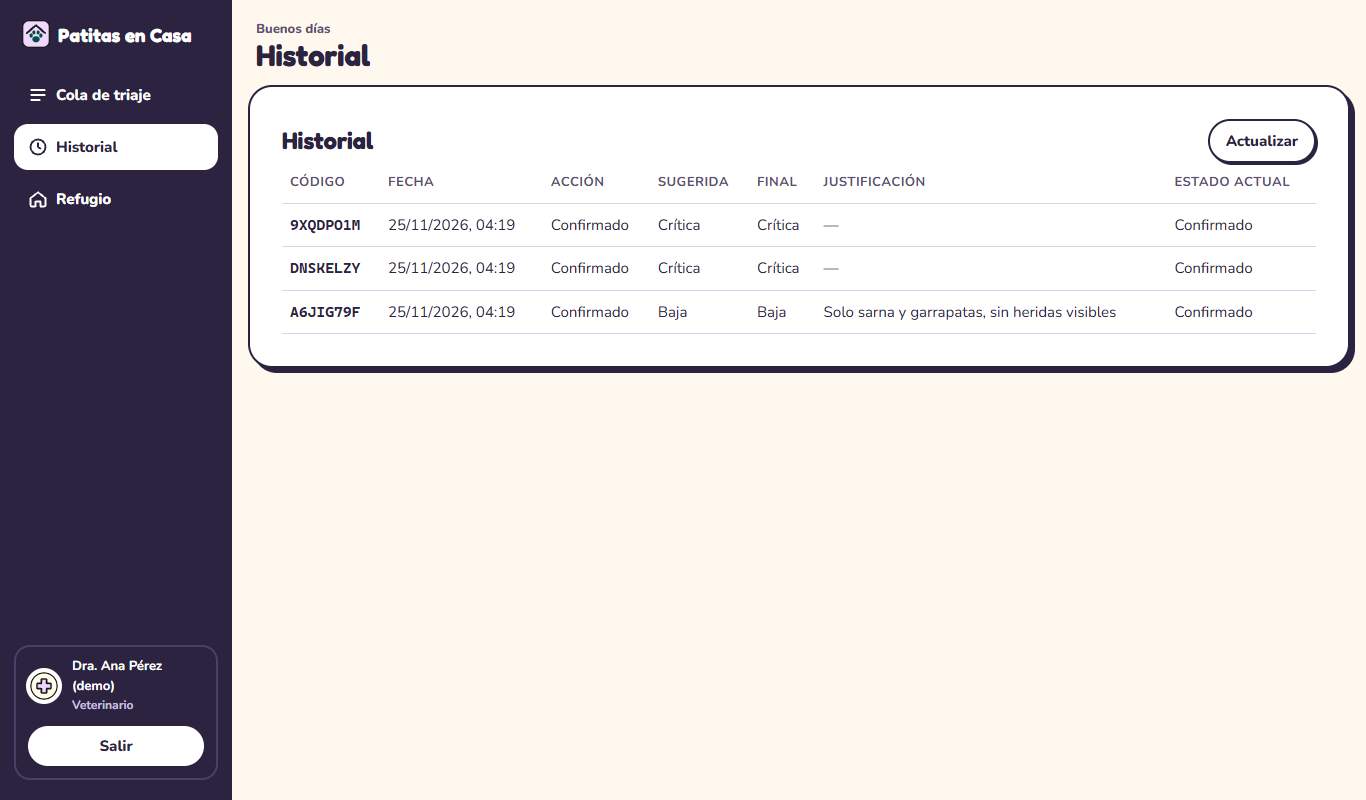 Patitas en Casa
Cola de triaje
Historial
Refugio
Dra. Ana Pérez
(demo)
Veterinario
Salir
Buenos días
Historial
Historial
Actualizar
CÓDIGO FECHA ACCIÓN SUGERIDA FINAL JUSTIFICACIÓN ESTADO ACTUAL
9XQDPO1M 25/11/2026, 04:19 Confirmado Crítica Crítica — Confirmado
DNSKELZY 25/11/2026, 04:19 Confirmado Crítica Crítica — Confirmado
A6JIG79F 25/11/2026, 04:19 Confirmado Baja Baja Solo sarna y garrapatas, sin heridas visibles Confirmado